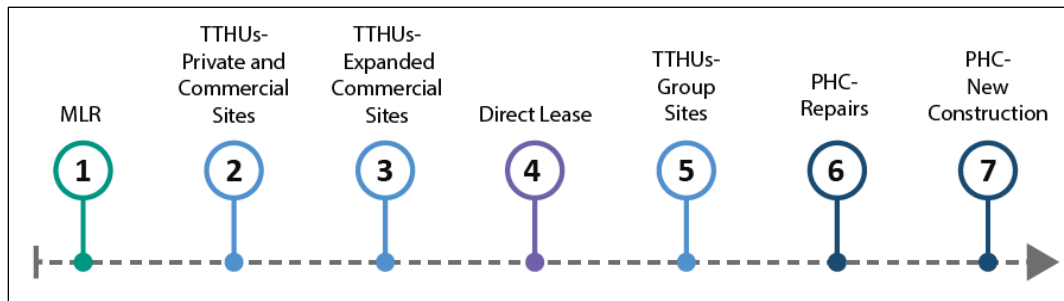 MLR
1
TTHUs-
Private and
Commercial
Sites
2
TTHUs-
Expanded
Commercial
Sites
3
Direct Lease
4
TTHUs-
Group
Sites
5
PHC-
Repairs
6
PHC-
New
Construction
7